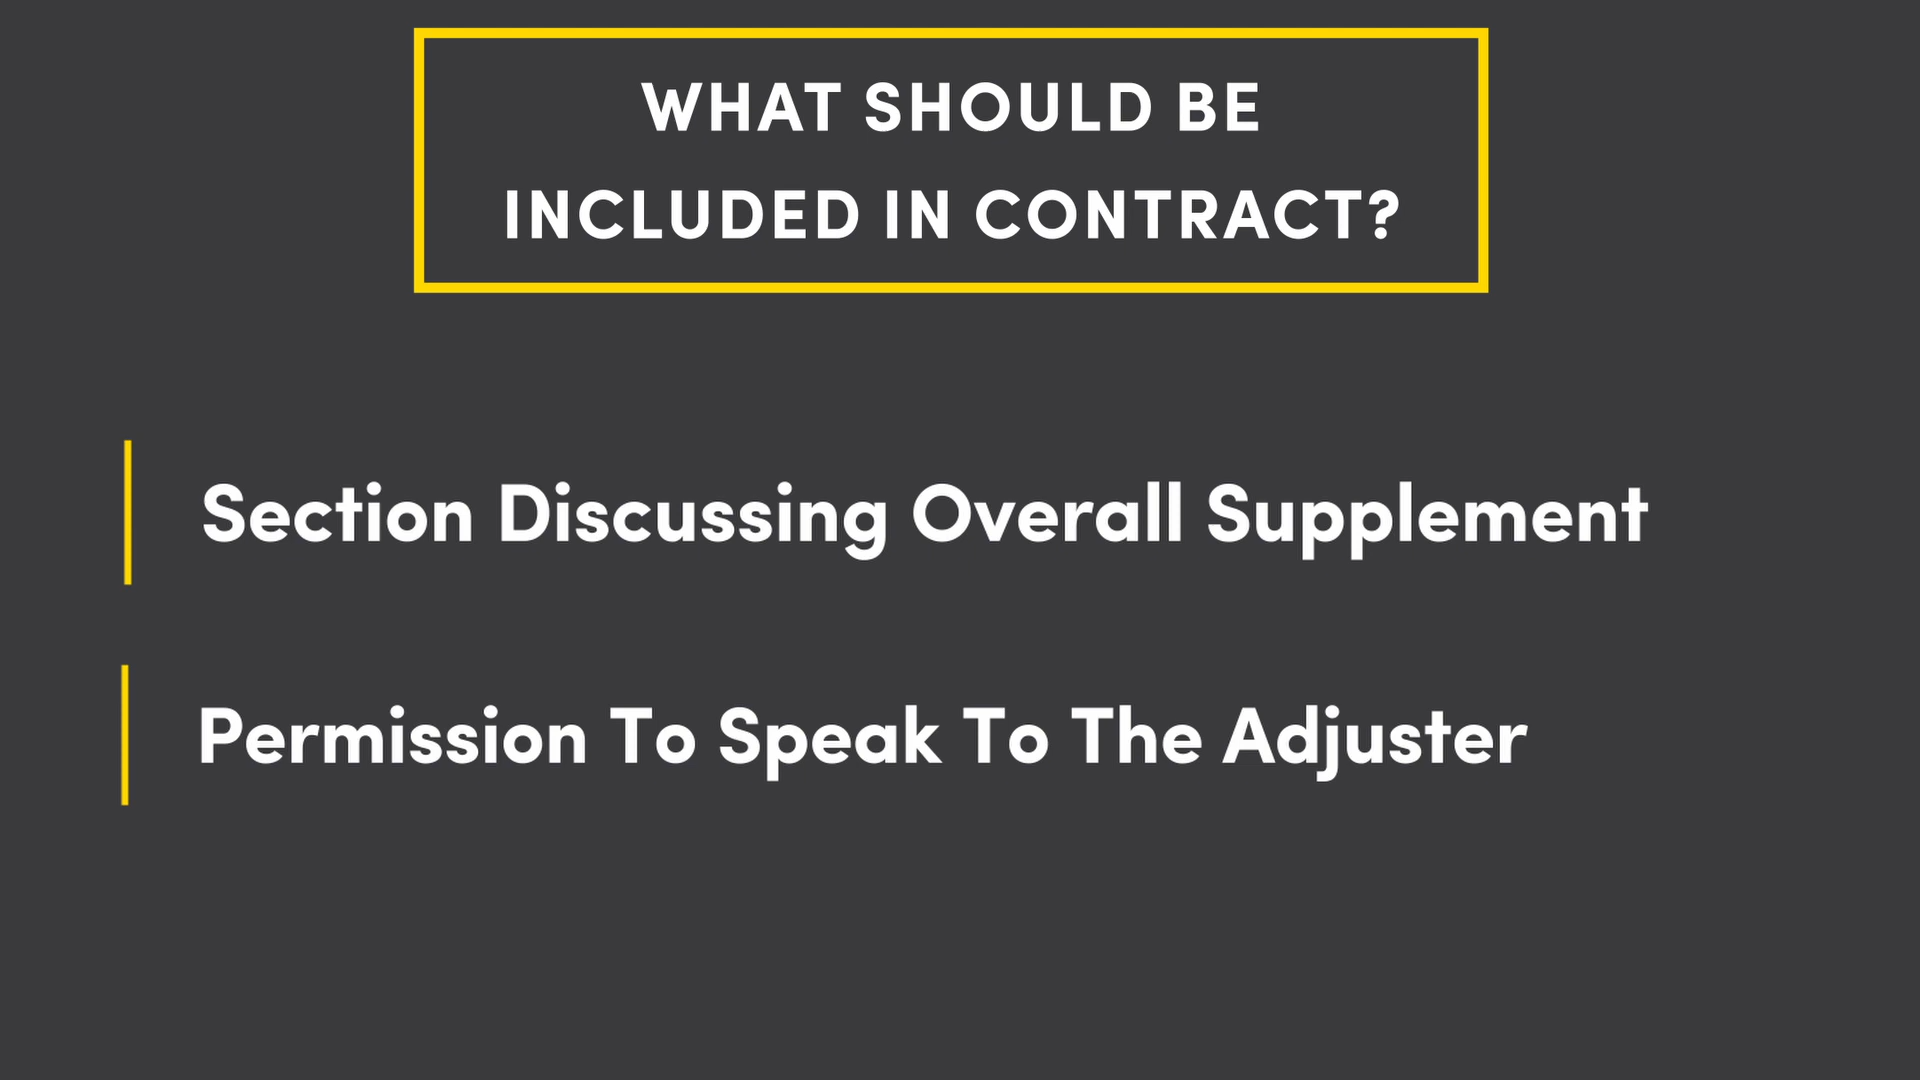 WHAT SHOULD BE
INCLUDED IN CONTRACT?
Section Discussing Overall Supplement
Permission To Speak To The Adjuster